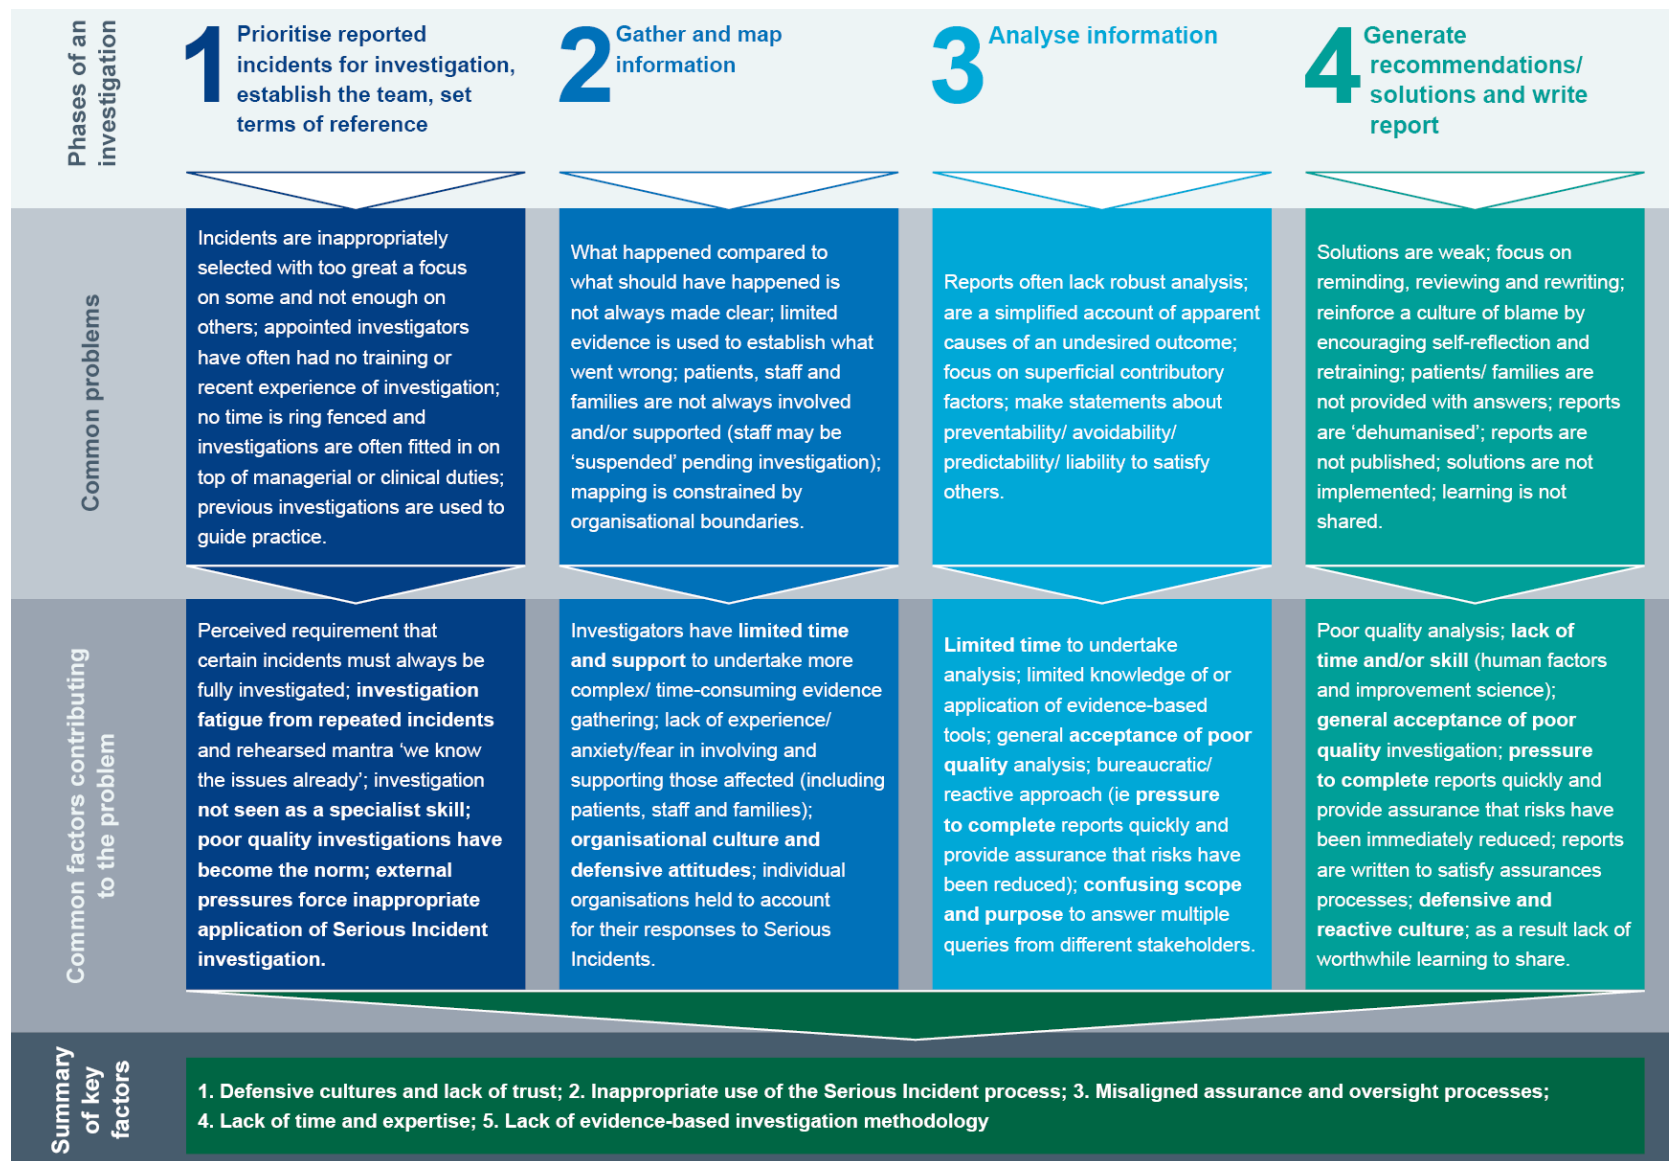 Phases of an
investigation
1
Prioritise reported
incidents for investigation,
establish the team, set
terms of reference
2
Gather and map
information
3
Analyse information
4
Generate
recommendations/
solutions and write
report
Common problems
Incidents are inappropriately
selected with too great a focus
on some and not enough on
others; appointed investigators
have often had no training or
recent experience of investigation;
no time is ring fenced and
investigations are often fitted in on
top of managerial or clinical duties;
previous investigations are used to
guide practice.
What happened compared to
what should have happened is
not always made clear; limited
evidence is used to establish what
went wrong; patients, staff and
families are not always involved
and/or supported (staff may be
‘suspended’ pending investigation);
mapping is constrained by
organisational boundaries.
Reports often lack robust analysis;
are a simplified account of apparent
causes of an undesired outcome;
focus on superficial contributory
factors; make statements about
preventability/ avoidability/
predictability/ liability to satisfy
others.
Solutions are weak; focus on
reminding, reviewing and rewriting;
reinforce a culture of blame by
encouraging self-reflection and
retraining; patients/ families are
not provided with answers; reports
are ‘dehumanised’; reports are
not published; solutions are not
implemented; learning is not
shared.
Common factors contributing
to the problem
Perceived requirement that
certain incidents must always be
fully investigated; investigation
fatigue from repeated incidents
and rehearsed mantra ‘we know
the issues already’; investigation
not seen as a specialist skill;
poor quality investigations have
become the norm; external
pressures force inappropriate
application of Serious Incident
investigation.
Investigators have limited time
and support to undertake more
complex/ time-consuming evidence
gathering; lack of experience/
anxiety/fear in involving and
supporting those affected (including
patients, staff and families);
organisational culture and
defensive attitudes; individual
organisations held to account
for their responses to Serious
Incidents.
Limited time to undertake
analysis; limited knowledge of or
application of evidence-based
tools; general acceptance of poor
quality analysis; bureaucratic/
reactive approach (ie pressure
to complete reports quickly and
provide assurance that risks have
been reduced); confusing scope
and purpose to answer multiple
queries from different stakeholders.
Poor quality analysis; lack of
time and/or skill (human factors
and improvement science);
general acceptance of poor
quality investigation; pressure
to complete reports quickly and
provide assurance that risks have
been immediately reduced; reports
are written to satisfy assurances
processes; defensive and
reactive culture; as a result lack of
worthwhile learning to share.
Summary
of key
factors
1. Defensive cultures and lack of trust; 2. Inappropriate use of the Serious Incident process; 3. Misaligned assurance and oversight processes;
4. Lack of time and expertise; 5. Lack of evidence-based investigation methodology